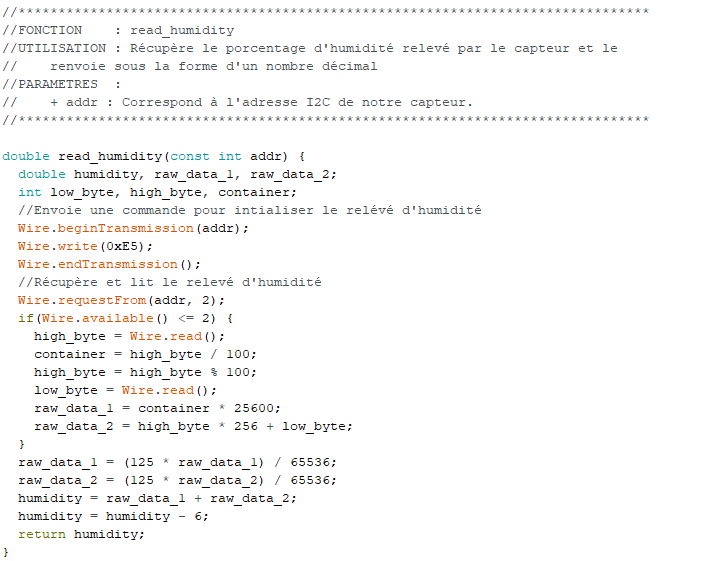 //*******************************************************************************
//FONCTION    : read_humidity
//UTILISATION : Récupère le porcentage d'humidité relevé par le capteur et le
//    renvoie sous la forme d'un nombre décimal
//PARAMETRES  :
//    + addr : Correspond à l'adresse I2C de notre capteur.
//*******************************************************************************
double read_humidity(const int addr) {
  double humidity, raw_data_1, raw_data_2;
  int low_byte, high_byte, container;
  //Envoie une commande pour intialiser le relévé d'humidité
  Wire.beginTransmission(addr);
  Wire.write(0xE5);
  Wire.endTransmission();
  //Récupère et lit le relevé d'humidité
  Wire.requestFrom(addr, 2);
  if(Wire.available() <= 2) {
    high_byte = Wire.read();
    container = high_byte / 100;
    high_byte = high_byte % 100;
    low_byte = Wire.read();
    raw_data_1 = container * 25600;
    raw_data_2 = high_byte * 256 + low_byte;
  }
  raw_data_1 = (125 * raw_data_1) / 65536;
  raw_data_2 = (125 * raw_data_2) / 65536;
  humidity = raw_data_1 + raw_data_2;
  humidity = humidity - 6;
  return humidity;
}